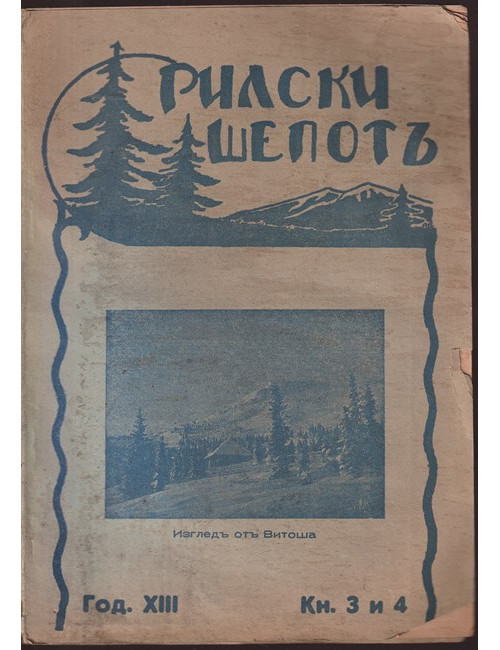 РИЛСКИ
ШЕПОТЪ
Изгледъ отъ Витоша
Год. XIII Кн. 3 и 4